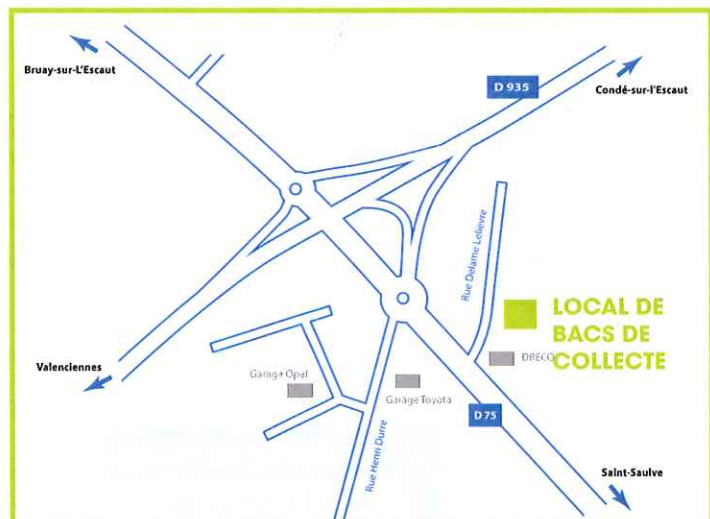 Bruay-sur-L'Escaut
D 935
Condé-sur-l'Escaut
Rue Delame Lelievre
LOCAL DE
BACS DE
COLLECTE
DRECO
Valenciennes
Garage Opel
Garage Toyata
D 75
Rue Henri Durre
Saint-Saulve